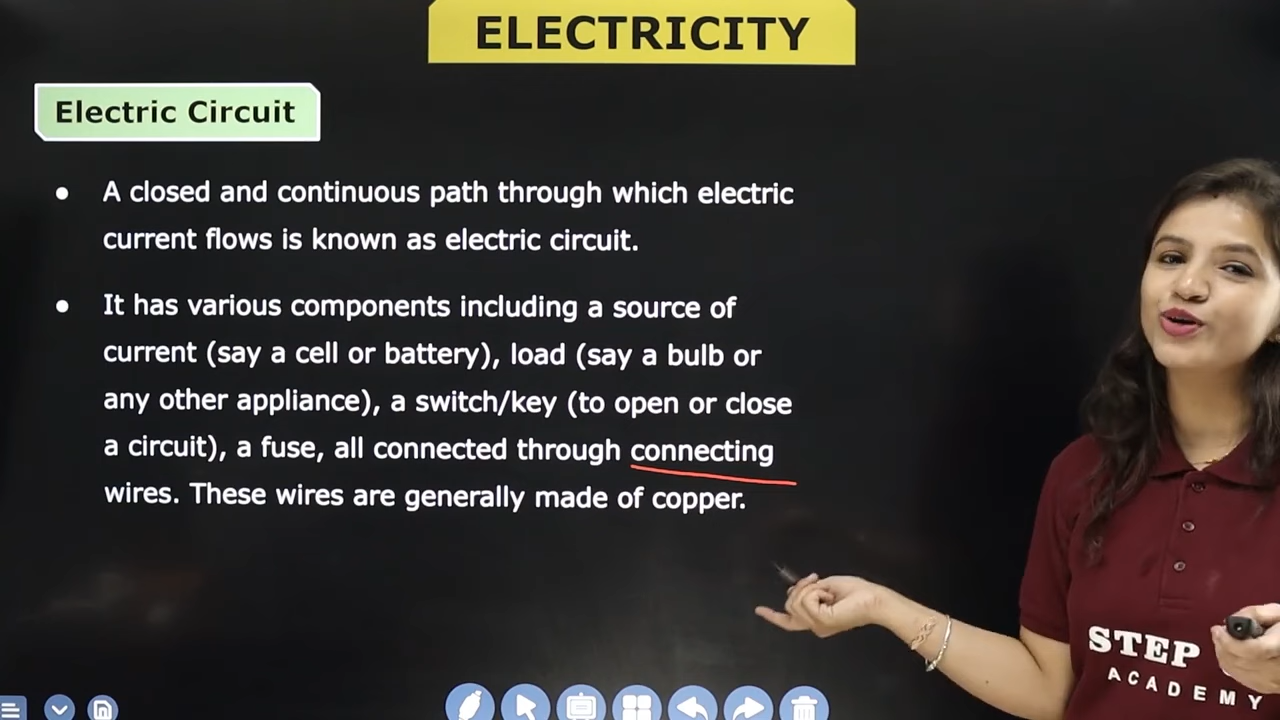 ELECTRICITY
Electric Circuit
● A closed and continuous path through which electric
current flows is known as electric circuit.
● It has various components including a source of
current (say a cell or battery), load (say a bulb or
any other appliance), a switch/key (to open or close
a circuit), a fuse, all connected through connecting
wires. These wires are generally made of copper.
STEP
ACADEMY